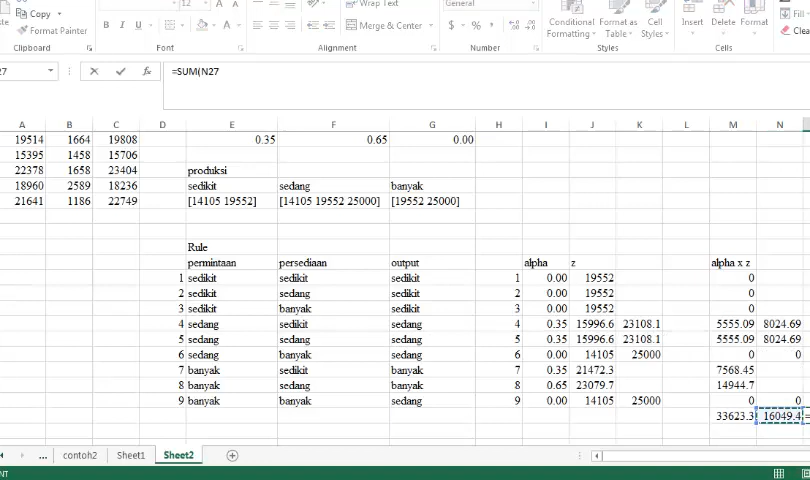 Copy
Format Painter
12
A A
Wrap Text
General
Fill
B I U
A
Merge & Center
$ %
Conditional Formatting
Format as Table
Cell Styles
Insert Delete Format
Clea
Clipboard Font Alignment Number Styles Cells
27 fx =SUM(N27
A B C D E F G H I J K L M N
19514 1664 19808 0.35 0.65 0.00
15395 1458 15706
22378 1658 23404 produksi
18960 2589 18236 sedikit sedang banyak
21641 1186 22749 [14105 19552] [14105 19552 25000] [19552 25000]
Rule
permintaan persediaan output alpha z alpha x z
1 sedikit sedikit sedikit 1 0.00 19552 0
2 sedikit sedang sedikit 2 0.00 19552 0
3 sedikit banyak sedikit 3 0.00 19552 0
4 sedang sedikit sedang 4 0.35 15996.6 23108.1 5555.09 8024.69
5 sedang sedang sedang 5 0.35 15996.6 23108.1 5555.09 8024.69
6 sedang banyak sedang 6 0.00 14105 25000 0 0
7 banyak sedikit banyak 7 0.35 21472.3 7568.45
8 banyak sedang banyak 8 0.65 23079.7 14944.7
9 banyak banyak sedang 9 0.00 14105 25000 0 0
33623.3 16049.4 =
... contoh2 Sheet1 Sheet2
NT